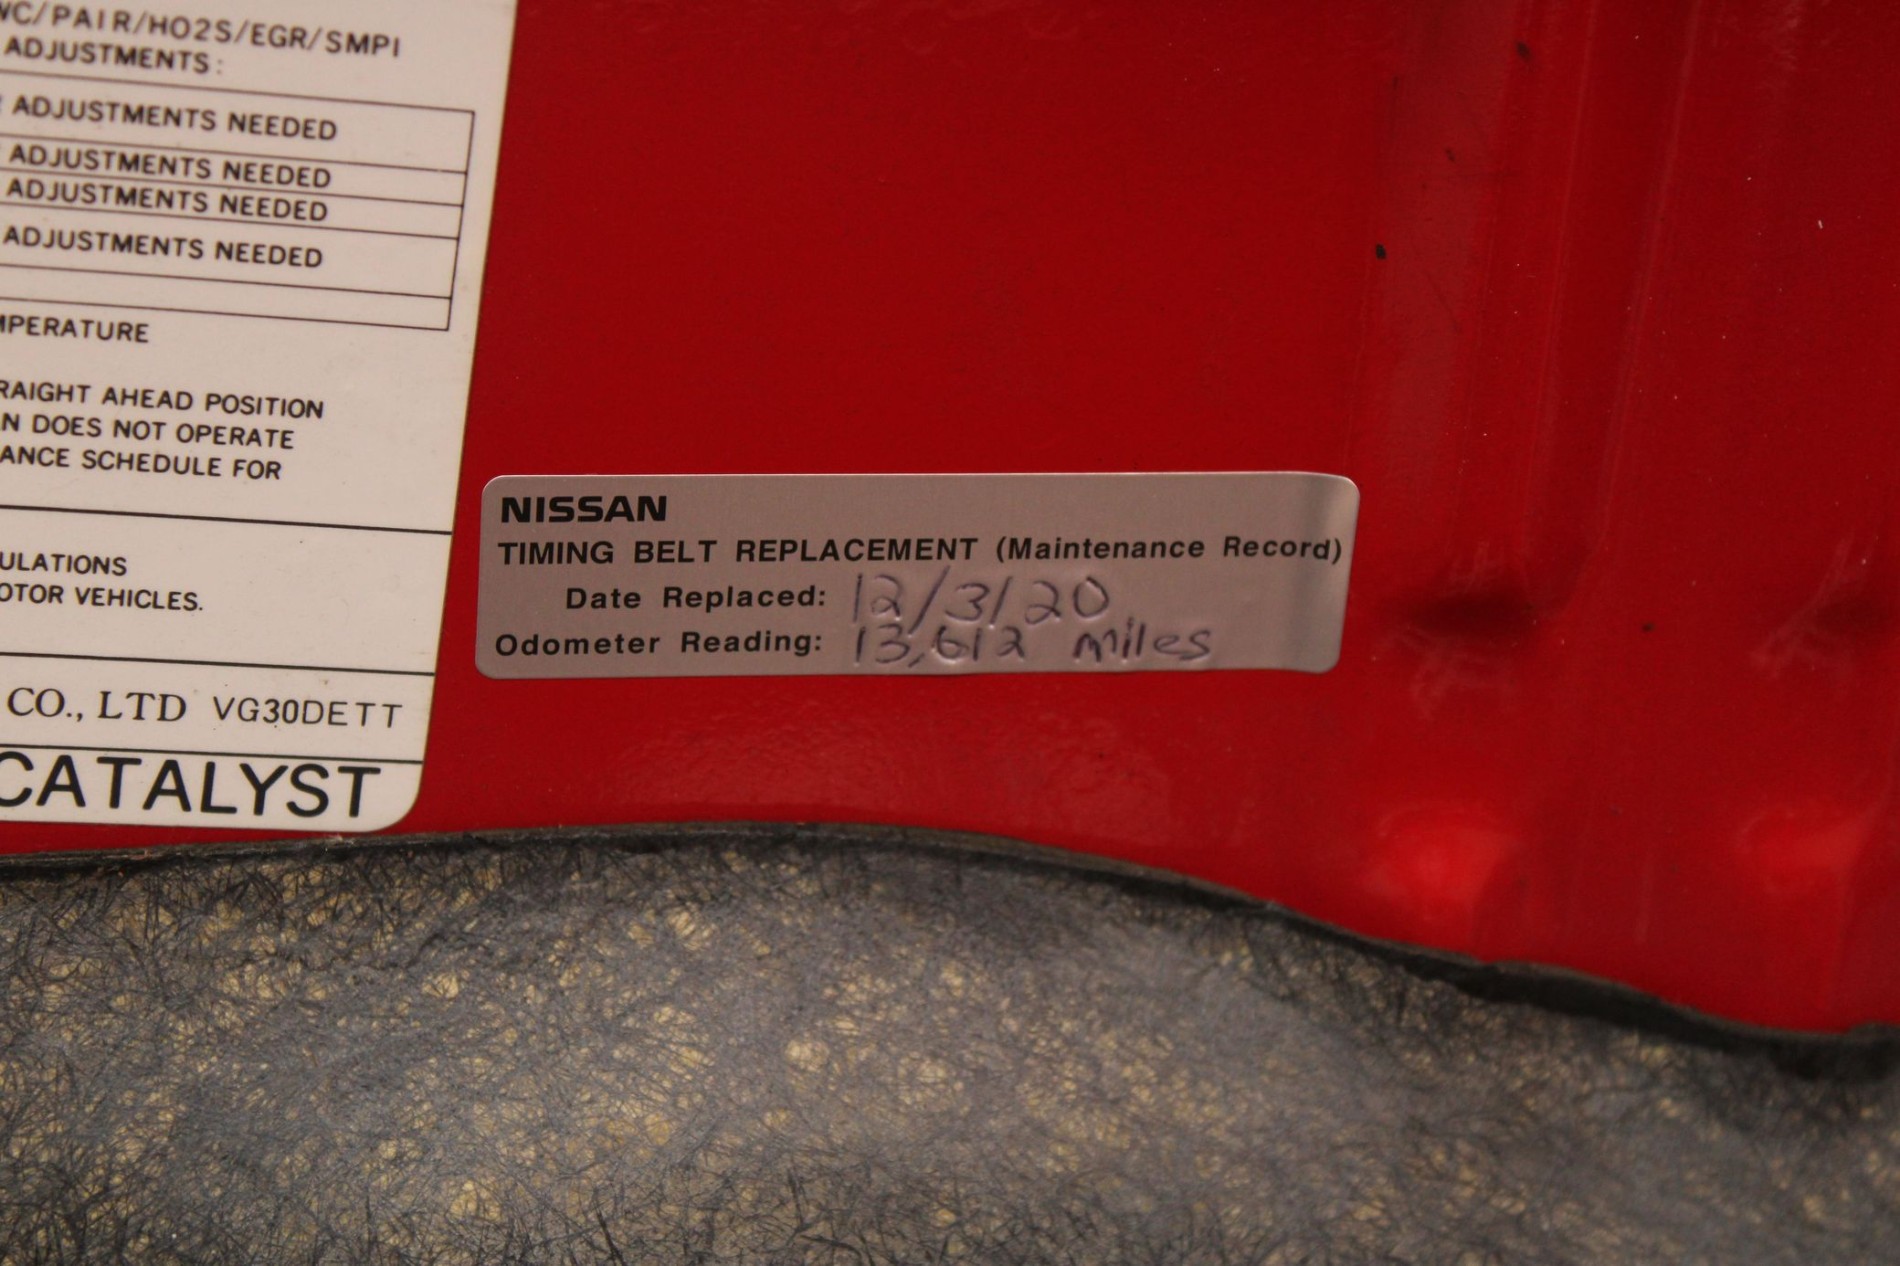 WC/PAIR/HO2S/EGR/SMPI
ADJUSTMENTS:
ADJUSTMENTS NEEDED
ADJUSTMENTS NEEDED
ADJUSTMENTS NEEDED
ADJUSTMENTS NEEDED
MPERATURE
RAIGHT AHEAD POSITION
N DOES NOT OPERATE
ANCE SCHEDULE FOR
ULATIONS
OTOR VEHICLES.
CO., LTD VG30DETT
CATALYST
NISSAN
TIMING BELT REPLACEMENT (Maintenance Record)
Date Replaced: 12/3/20
Odometer Reading: 13,612 miles